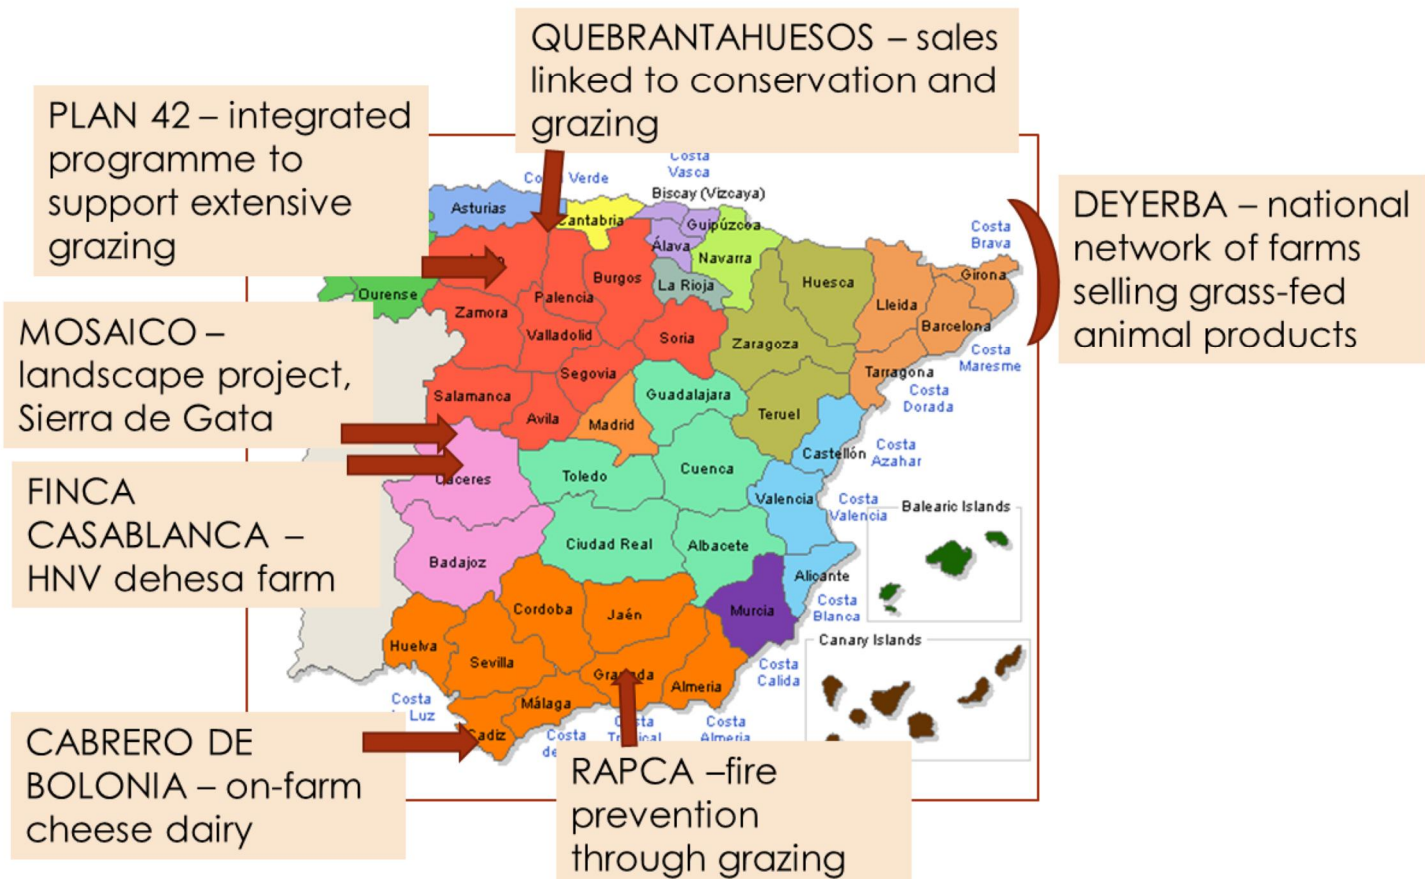 QUEBRANTAHUESOS – sales
linked to conservation and
grazing
PLAN 42 – integrated
programme to
support extensive
grazing
DEYERBA – national
network of farms
selling grass-fed
animal products
MOSAICO –
landscape project,
Sierra de Gata
FINCA
CASABLANCA –
HNV dehesa farm
CABRERO DE
BOLONIA – on-farm
cheese dairy
RAPCA –fire
prevention
through grazing
Costa
Vasca
Verde
Biscay (Vizcaya)
Asturias
Cantabria
Guipúzcoa
Álava
Navarra
Costa
Brava
Burgos
La Rioja
Huesca
Girona
Ourense
Palencia
Lleida
Zamora
Barcelona
Valladolid
Soria
Zaragoza
Costa
Maresme
Segovia
Tarragona
Salamanca
Guadalajara
Costa
Dorada
Avila
Madrid
Teruel
Castellón
Costa
Azahar
Caceres
Toledo
Cuenca
Valencia
Costa
Valencia
Balearic Islands
Badajoz
Ciudad Real
Albacete
Alicante
Costa
Blanca
Cordoba
Jaén
Murcia
Huelva
Sevilla
Granada
Almeria
Canary Islands
Costa
Calida
Costa
Luz
Málaga
Cadiz
Costa
de
Costa
Almeria